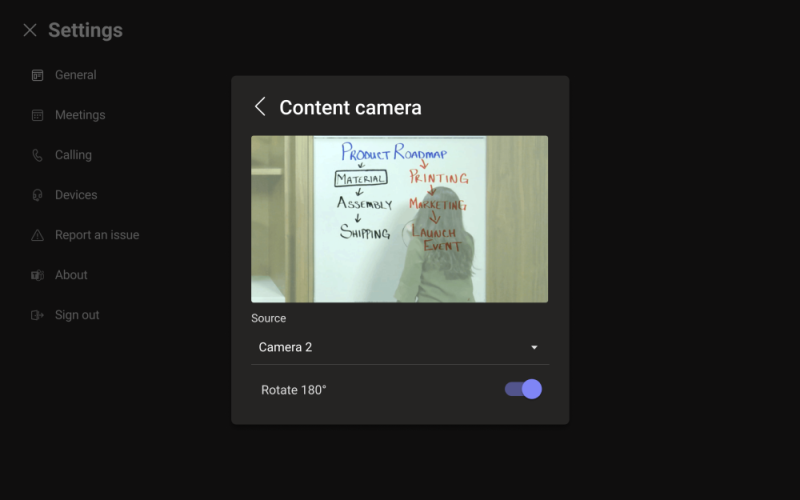 Settings
General
Meetings
Calling
Devices
Report an issue
About
Sign out
Content camera
PRODUCT ROADMAP
MATERIAL
ASSEMBLY
SHIPPING
PRINTING
MARKETING
LAUNCH
EVENT
Source
Camera 2
Rotate 180°